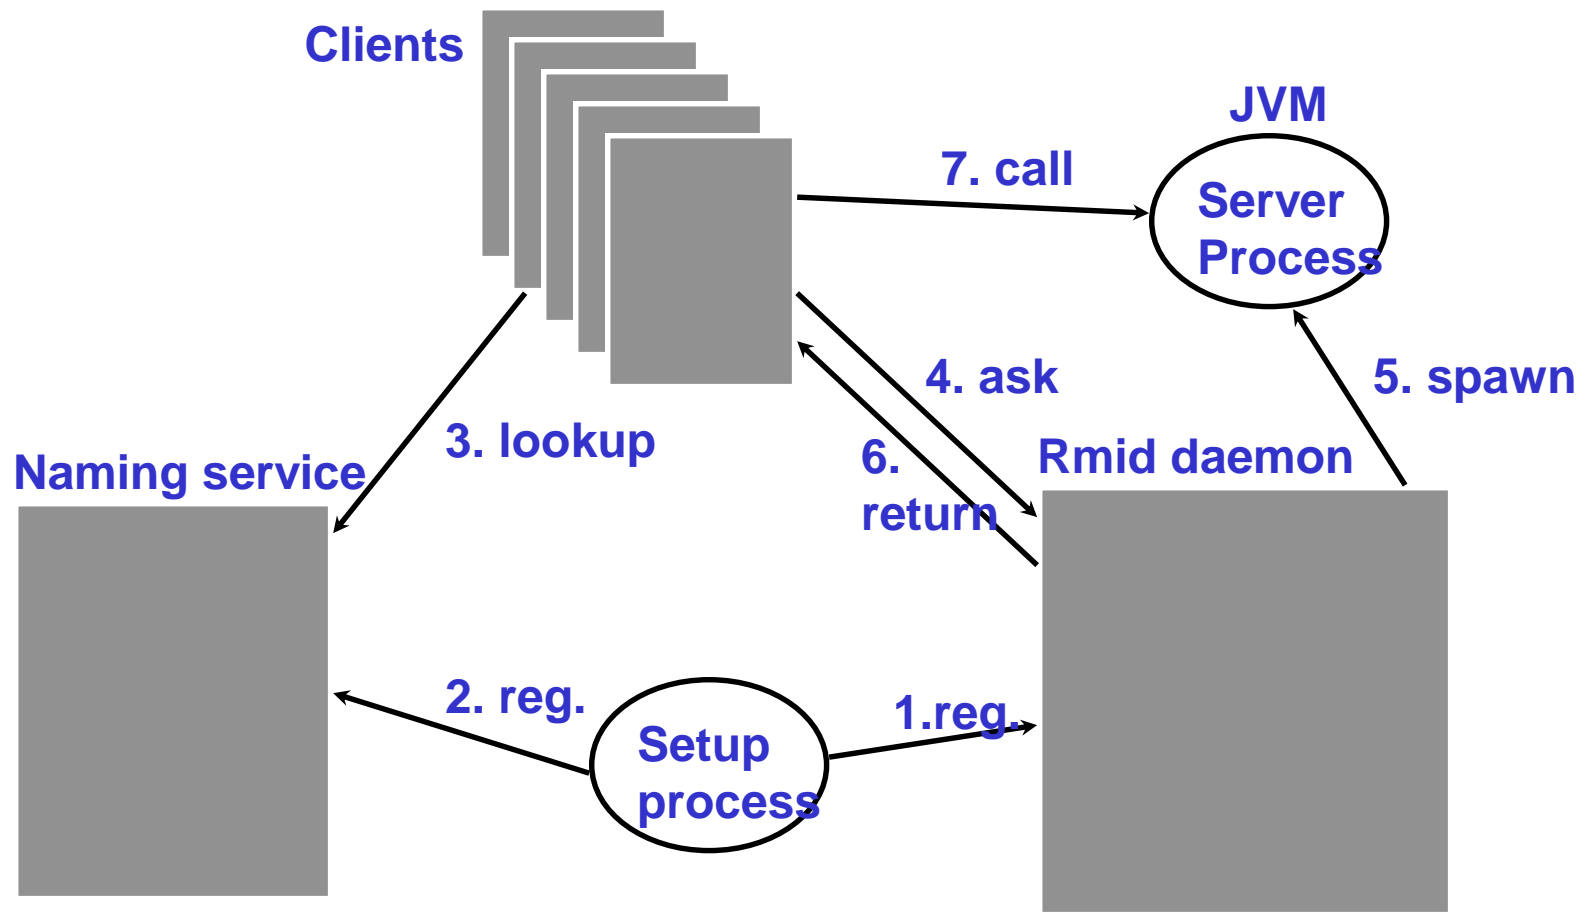 Clients
JVM
7. call
Server
Process
4. ask
5. spawn
3. lookup
6.
return
Rmid daemon
Naming service
2. reg.
1.reg.
Setup
process